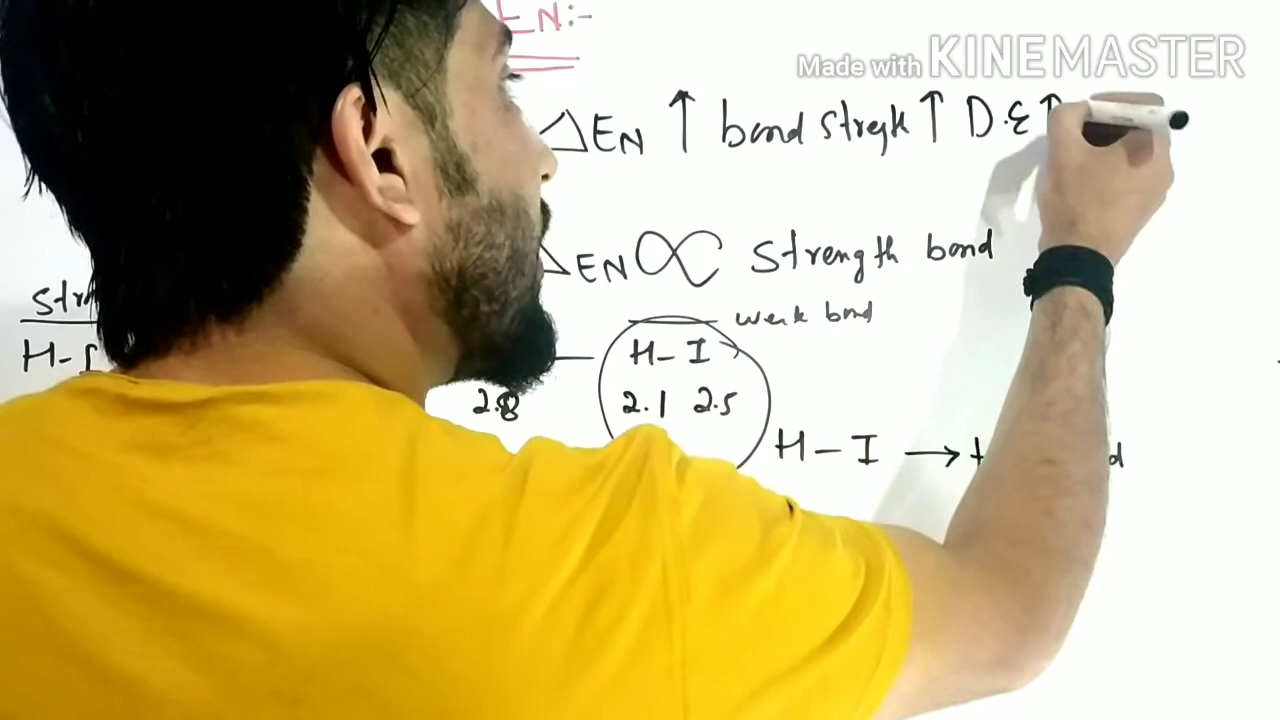 EN:-
Made with KINEMASTER
ΔEN ↑ bond stregh ↑ D.E ↑
ΔEN ∝ strength bond
weak bond
H-I
2.8 2.1 2.5
H-I →